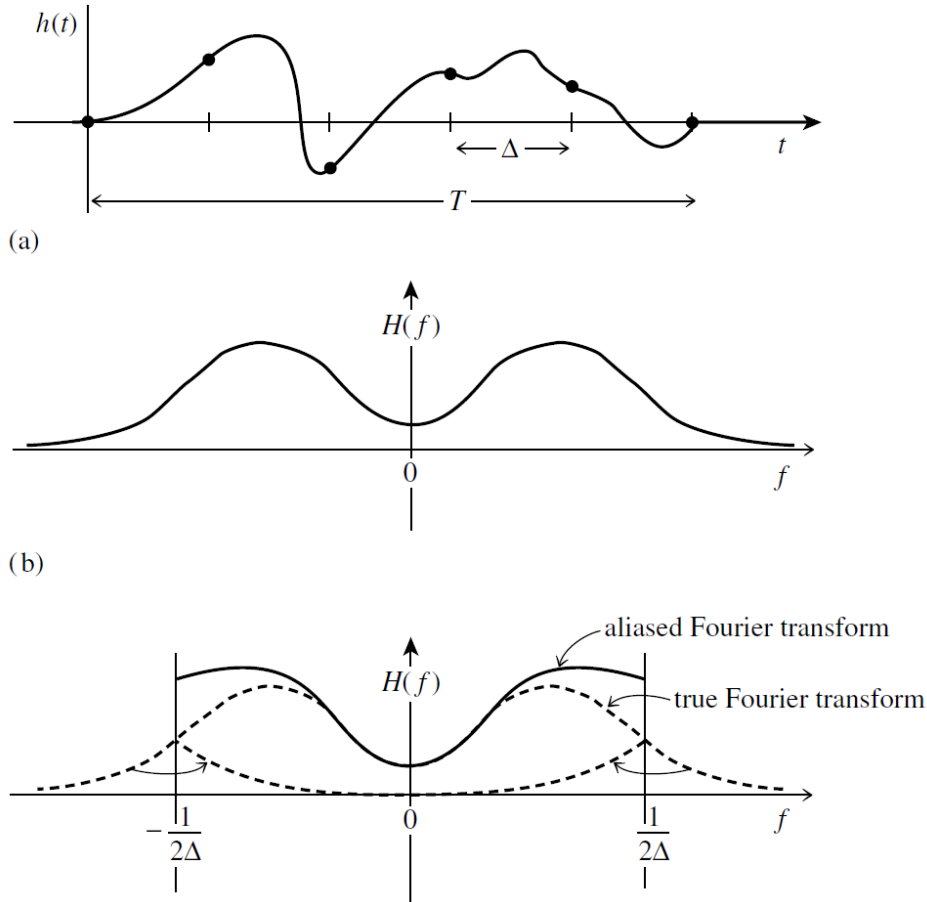 h(t)
Δ
t
T
(a)
H(f)
0
f
(b)
aliased Fourier transform
H(f)
true Fourier transform
−1/2Δ
0
1/2Δ
f